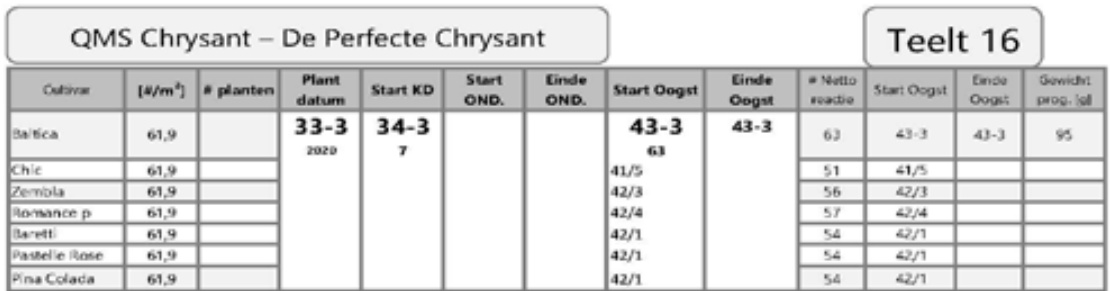 QMS Chrysant – De Perfecte Chrysant
Teelt 16
Cultivar [#/m²] # planten Plant datum Start KD Start OND. Einde OND. Start Oogst Einde Oogst # Netto reactie Start Oogst Einde Oogst Gewicht prog. [g]
Baltica 61,9 33-3 34-3 43-3 43-3 63 43-3 43-3 95
2020 7 63
Chic 61,9 41/5 51 41/5
Zembla 61,9 42/3 56 42/3
Romance p 61,9 42/4 57 42/4
Baretti 61,9 42/1 54 42/1
Pastelle Rose 61,9 42/1 54 42/1
Pina Colada 61,9 42/1 54 42/1